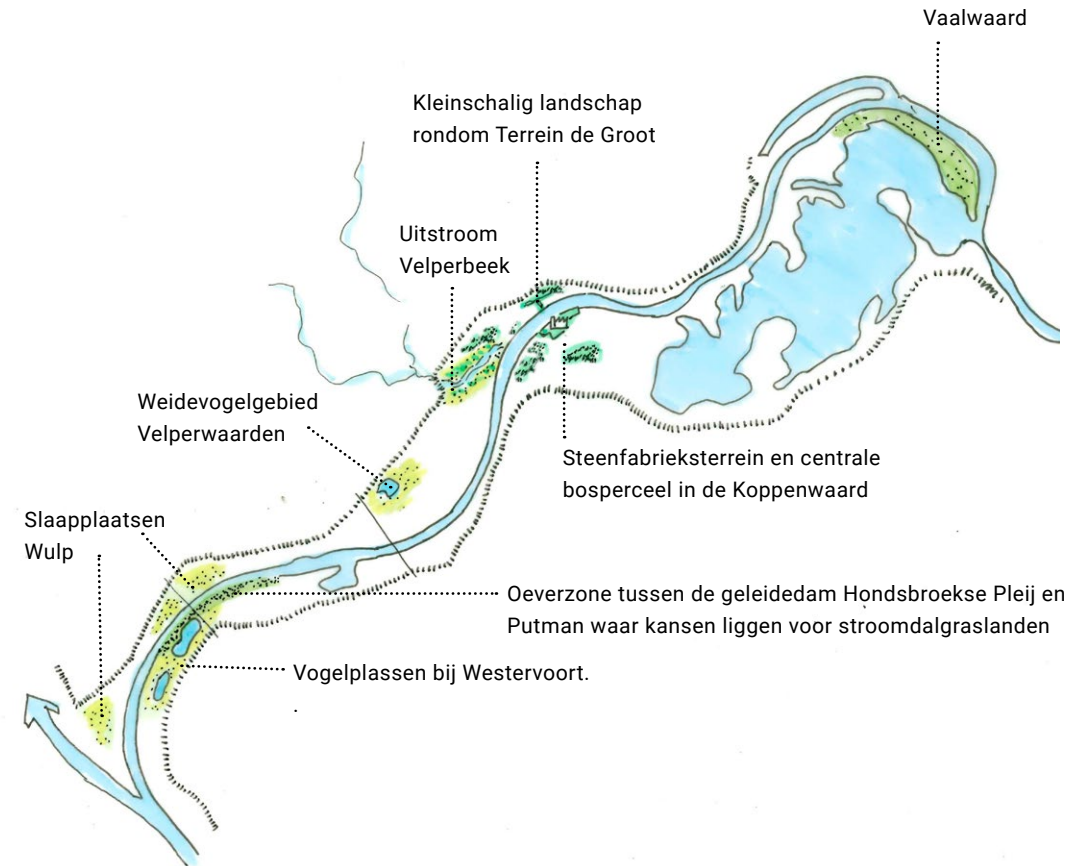 Vaalwaard
Kleinschalig landschap
rondom Terrein de Groot
Uitstroom
Velperbeek
Weidevogelgebied
Velperwaarden
Steenfabrieksterrein en centrale
bosperceel in de Koppenwaard
Slaapplaatsen
Wulp
Oeverzone tussen de geleidedam Hondsbroekse Pleij en
Putman waar kansen liggen voor stroomdalgraslanden
Vogelplassen bij Westervoort.
.